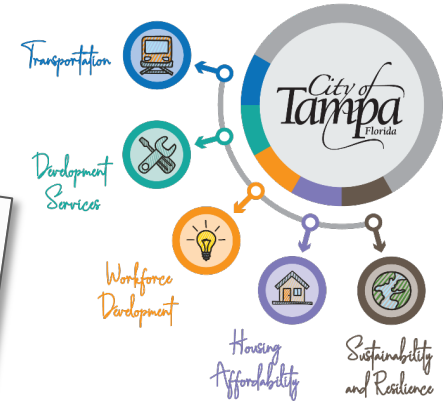 Transportation
City of
Tampa
Florida
Development
Services
Workforce
Development
Housing
Affordability
Sustainability
and Resilience